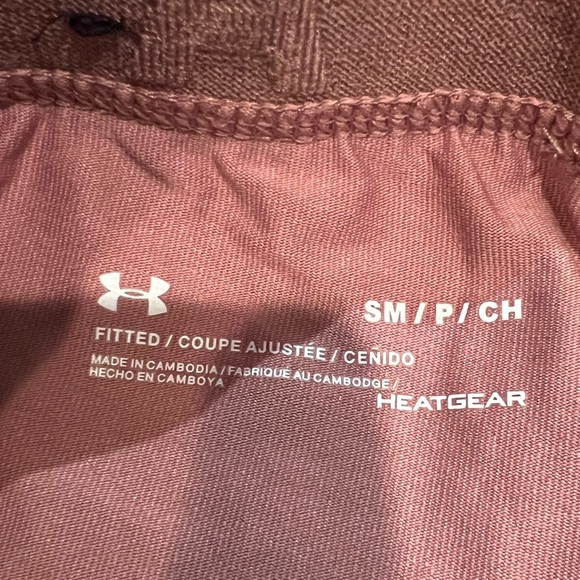 SM / P / CH
FITTED / COUPE AJUSTÉE / CEÑIDO
MADE IN CAMBODIA / FABRIQUÉ AU CAMBODGE /
HECHO EN CAMBOYA
HEATGEAR